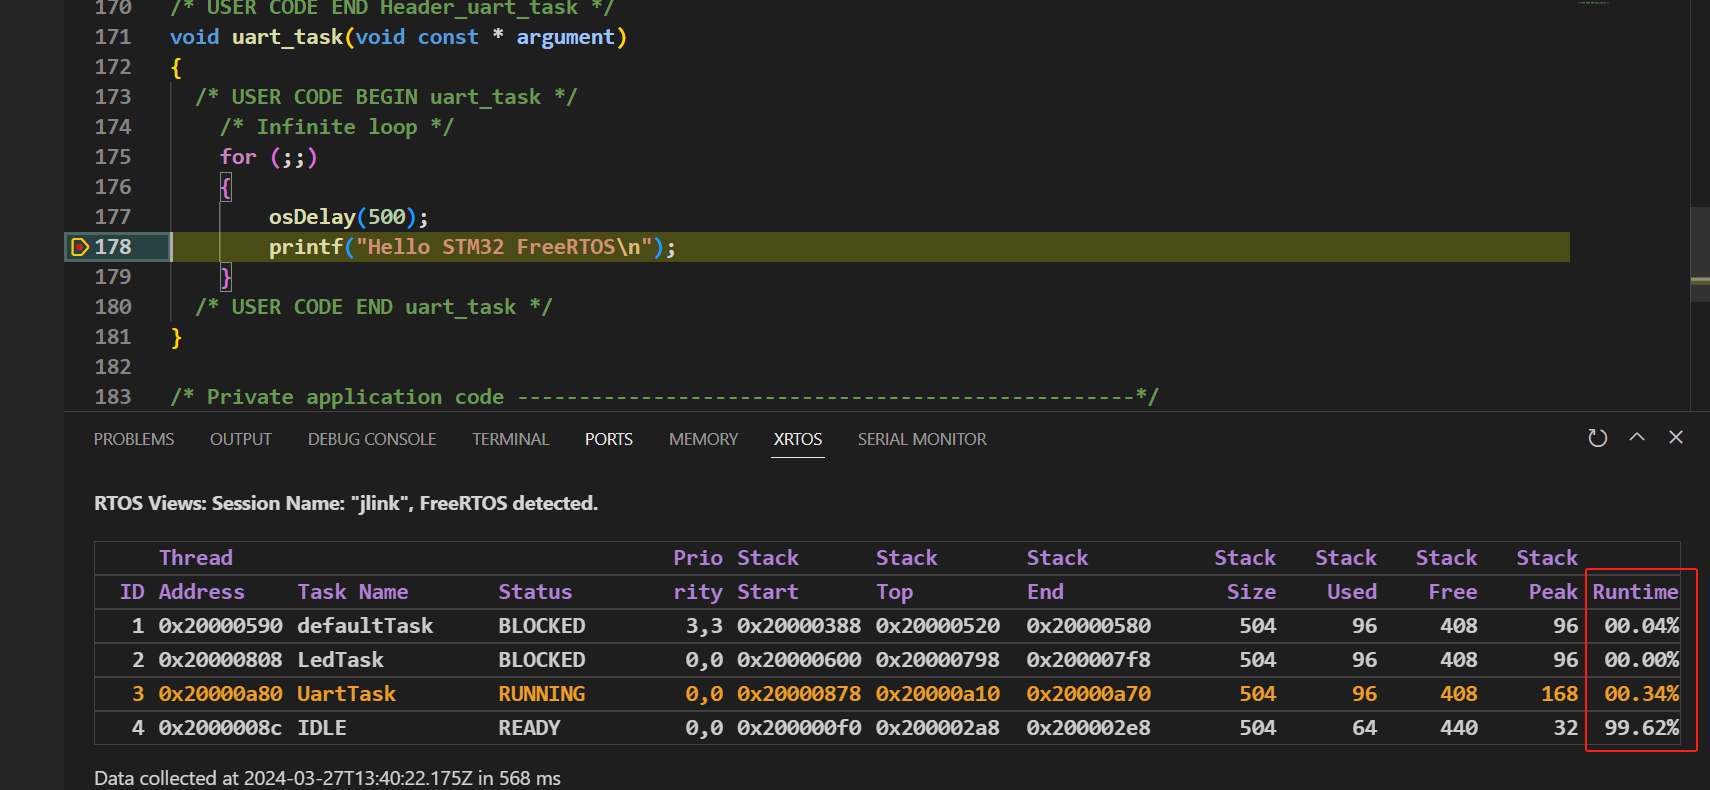 170 /* USER CODE END Header_uart_task */
171 void uart_task(void const * argument)
172 {
173 /* USER CODE BEGIN uart_task */
174 /* Infinite loop */
175 for (;;)
176 {
177 osDelay(500);
178 printf("Hello STM32 FreeRTOS\n");
179 }
180 /* USER CODE END uart_task */
181 }
182
183 /* Private application code --------------------------------------------------*/
PROBLEMS OUTPUT DEBUG CONSOLE TERMINAL PORTS MEMORY XRTOS SERIAL MONITOR
RTOS Views: Session Name: "jlink", FreeRTOS detected.
Thread Prio Stack Stack Stack Stack Stack Stack Stack
ID Address Task Name Status rity Start Top End Size Used Free Peak Runtime
1 0x20000590 defaultTask BLOCKED 3,3 0x20000388 0x20000520 0x20000580 504 96 408 96 00.04%
2 0x20000808 LedTask BLOCKED 0,0 0x20000600 0x20000798 0x200007f8 504 96 408 96 00.00%
3 0x20000a80 UartTask RUNNING 0,0 0x20000878 0x20000a10 0x20000a70 504 96 408 168 00.34%
4 0x2000008c IDLE READY 0,0 0x200000f0 0x200002a8 0x200002e8 504 64 440 32 99.62%
Data collected at 2024-03-27T13:40:22.175Z in 568 ms